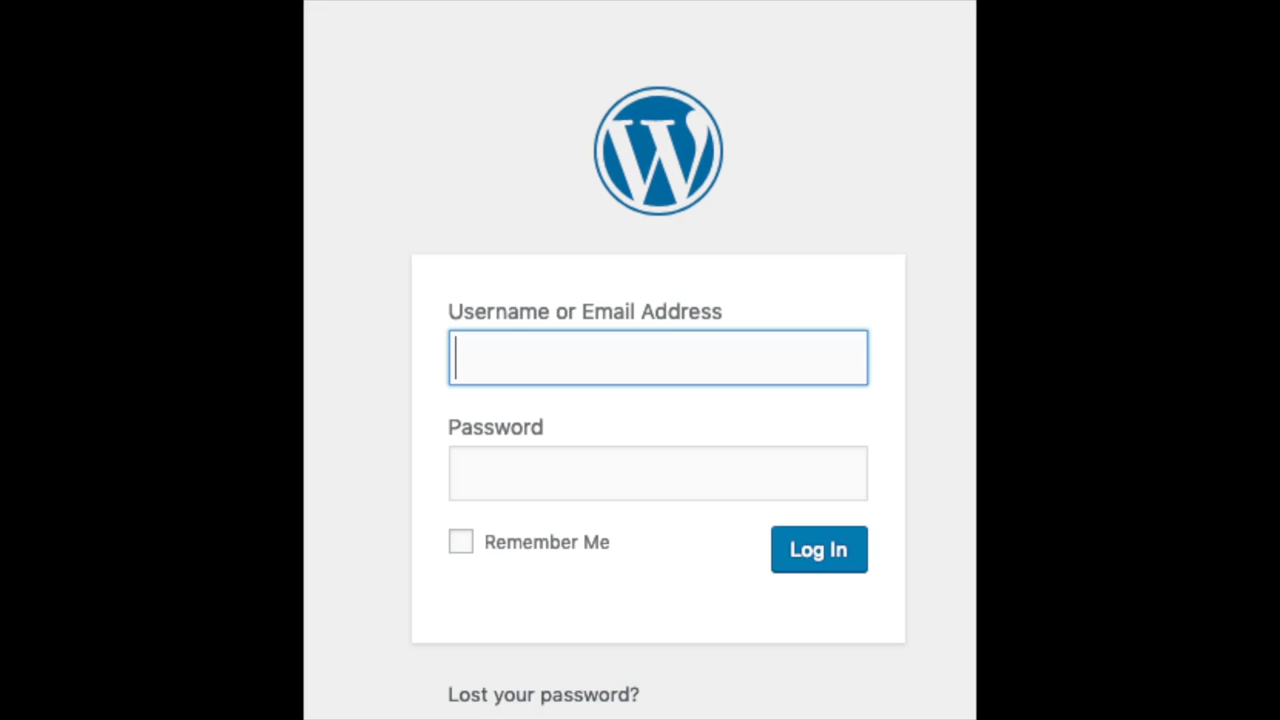 Username or Email Address
Password
Remember Me
Log In
Lost your password?